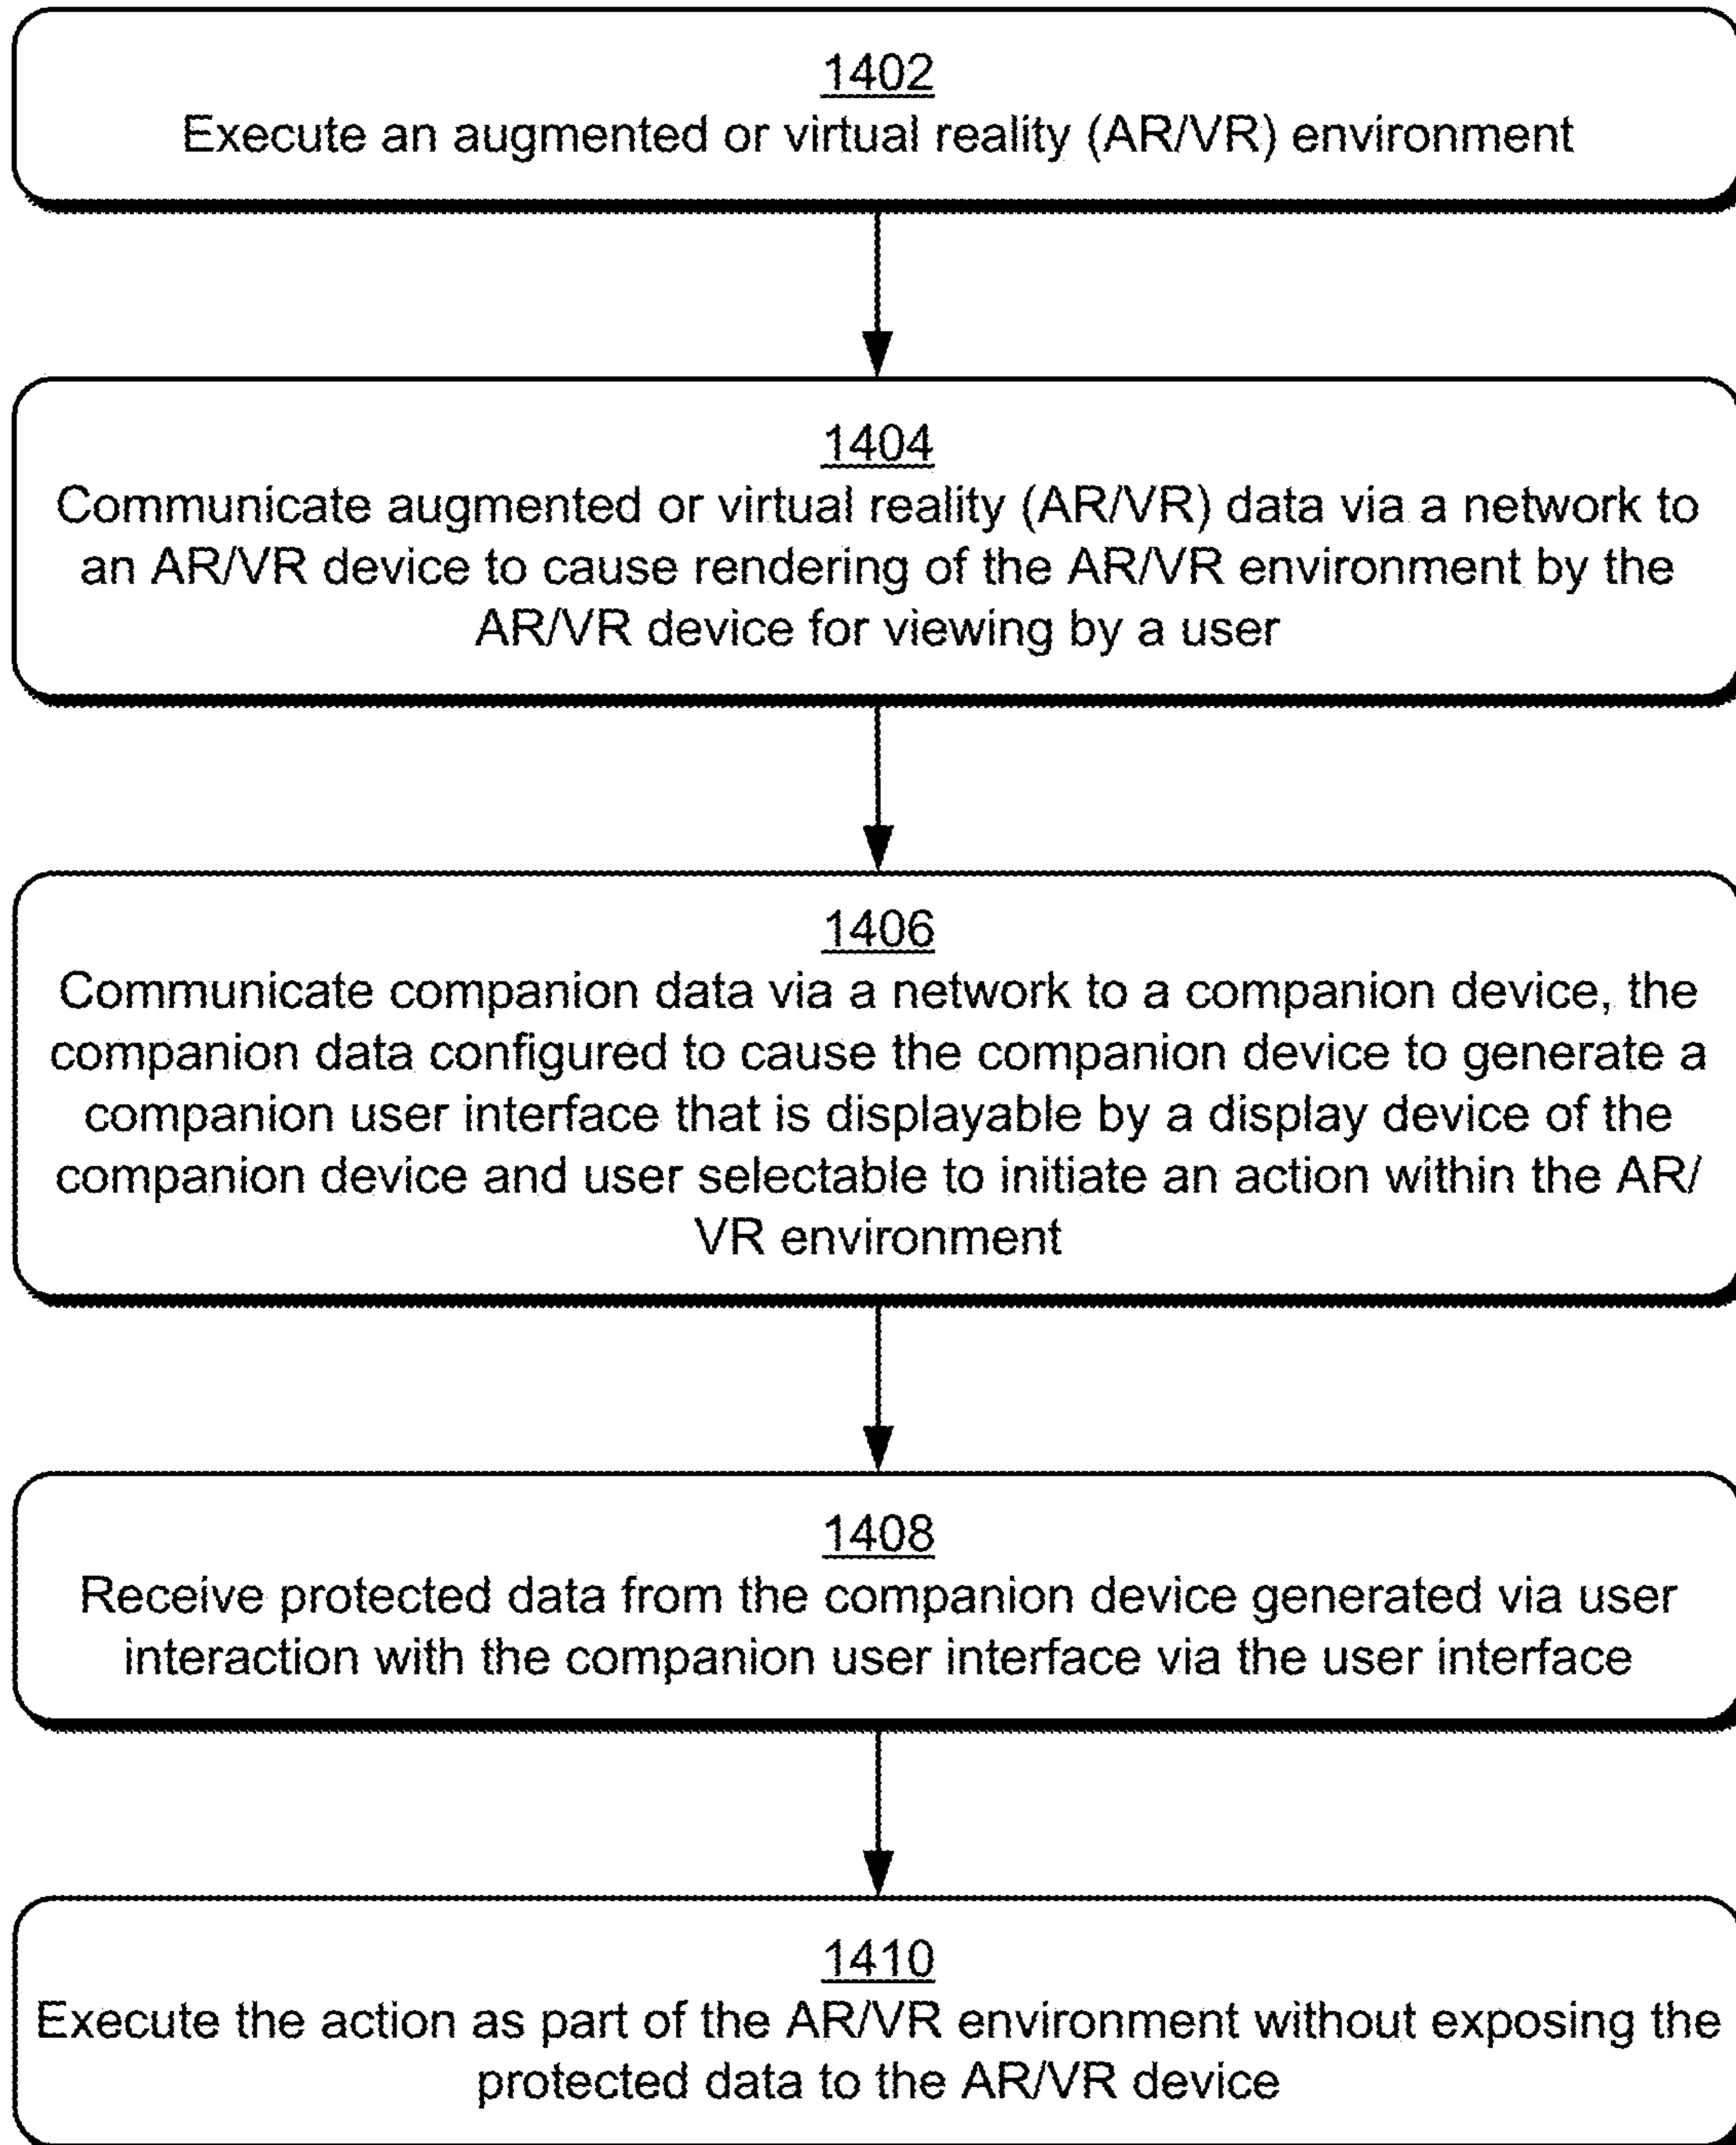 1402
Execute an augmented or virtual reality (AR/VR) environment
1404
Communicate augmented or virtual reality (AR/VR) data via a network to
an AR/VR device to cause rendering of the AR/VR environment by the
AR/VR device for viewing by a user
1406
Communicate companion data via a network to a companion device, the
companion data configured to cause the companion device to generate a
companion user interface that is displayable by a display device of the
companion device and user selectable to initiate an action within the AR/
VR environment
1408
Receive protected data from the companion device generated via user
interaction with the companion user interface via the user interface
1410
Execute the action as part of the AR/VR environment without exposing the
protected data to the AR/VR device